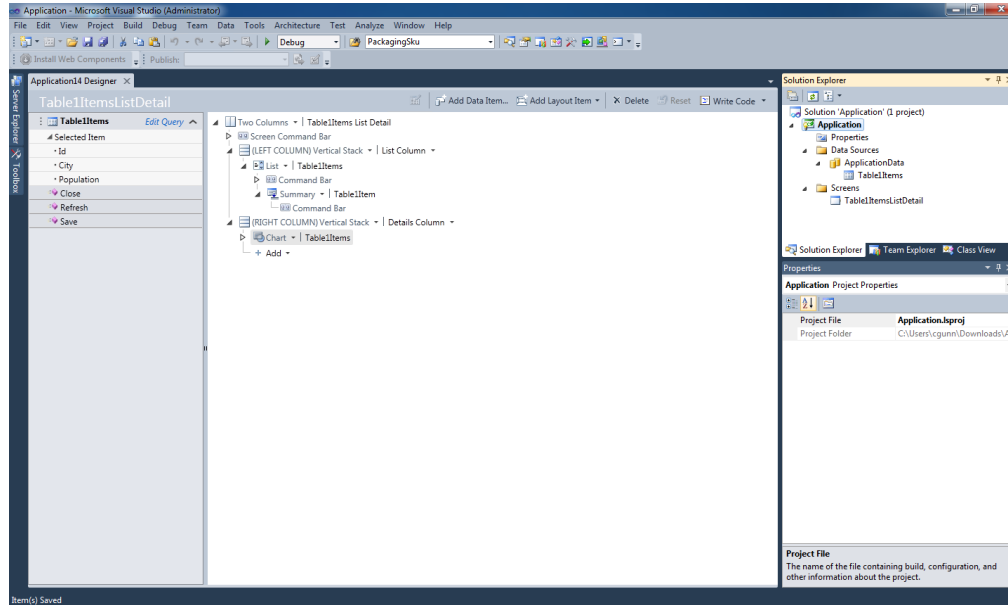 Application - Microsoft Visual Studio (Administrator)
File Edit View Project Build Debug Team Data Tools Architecture Test Analyze Window Help
Debug PackagingSku
Install Web Components Publish:
Server Explorer
Toolbox
Application14 Designer
Table1ItemsListDetail
Add Data Item... Add Layout Item Delete Reset Write Code
Table1Items Edit Query
Selected Item
Id
City
Population
Close
Refresh
Save
Two Columns | Table1Items List Detail
Screen Command Bar
(LEFT COLUMN) Vertical Stack | List Column
List | Table1Items
Command Bar
Summary | Table1Item
Command Bar
(RIGHT COLUMN) Vertical Stack | Details Column
Chart | Table1Items
+ Add
Solution Explorer
Solution 'Application' (1 project)
Application
Properties
Data Sources
ApplicationData
Table1Items
Screens
Table1ItemsListDetail
Solution Explorer Team Explorer Class View
Properties
Application Project Properties
Project File Application.lsproj
Project Folder C:\Users\cgunn\Downloads\A
Project File
The name of the file containing build, configuration, and
other information about the project.
Item(s) Saved